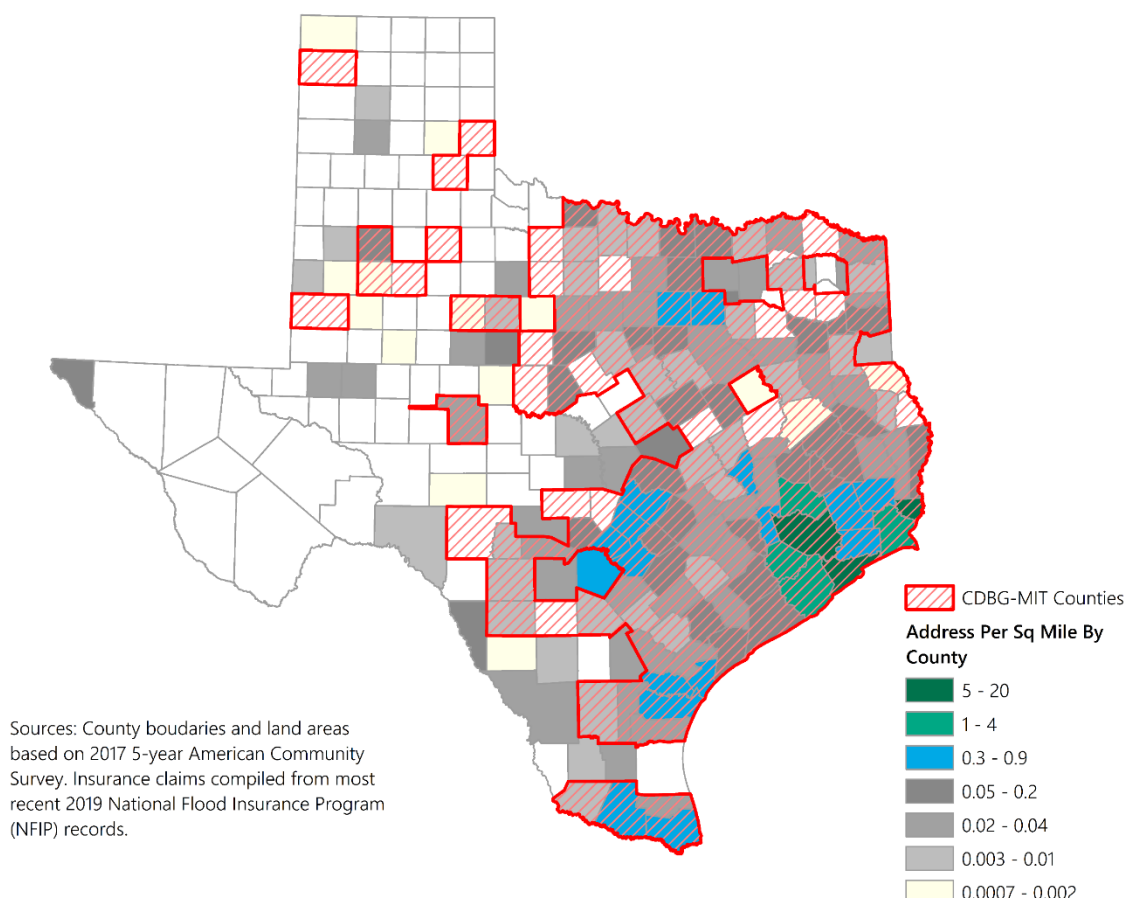 Sources: County boudaries and land areas
based on 2017 5-year American Community
Survey. Insurance claims compiled from most
recent 2019 National Flood Insurance Program
(NFIP) records.
CDBG-MIT Counties
Address Per Sq Mile By
County
5 - 20
1 - 4
0.3 - 0.9
0.05 - 0.2
0.02 - 0.04
0.003 - 0.01
0.0007 - 0.002